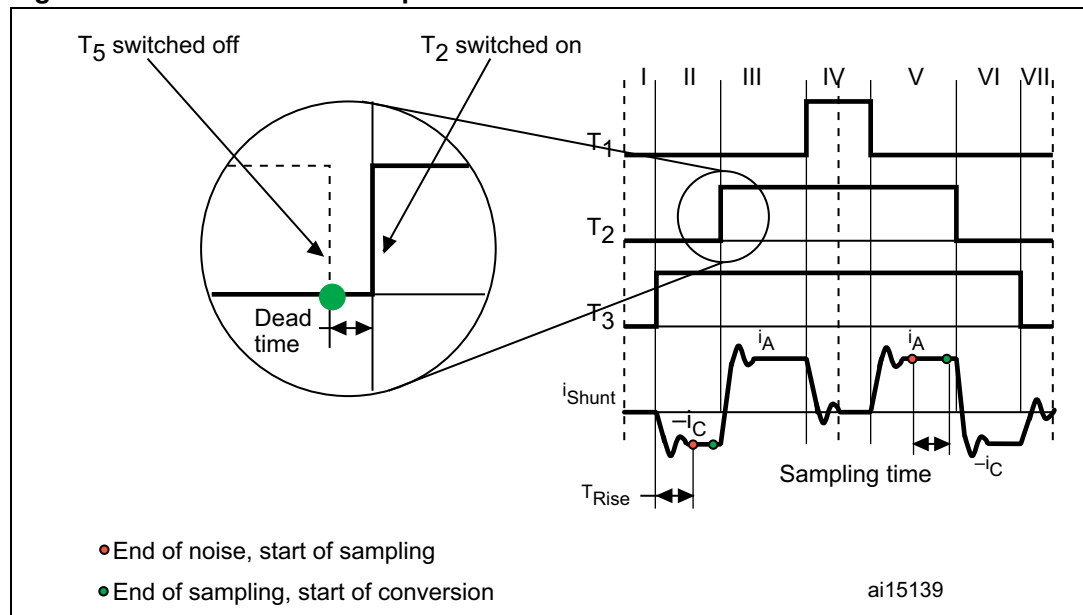 T5 switched off
T2 switched on
I II III IV V VI VII
T1
T2
T3
Dead
time
iA
iA
iShunt
–iC
–iC
Sampling time
TRise
End of noise, start of sampling
End of sampling, start of conversion
ai15139